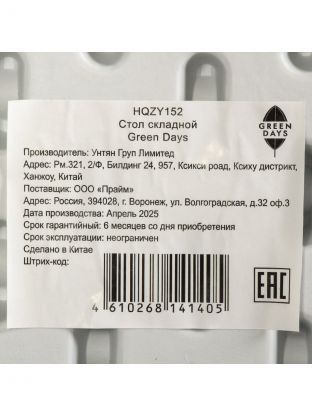 HQZY152
Стол складной
Green Days
GREEN
DAYS
Производитель: Унтян Груп Лимитед
Адрес: Рм.321, 2/Ф, Билдинг 24, 957, Ксикси роад, Ксиху дистрикт,
Ханжоу, Китай
Поставщик: ООО «Прайм»
Адрес: Россия, 394028, г. Воронеж, ул. Волгоградская, д.32 оф.3
Дата производства: Апрель 2025
Срок гарантийный: 6 месяцев со дня приобретения
Срок эксплуатации: неограничен
Сделано в Китае
Штрих-код:
4 610268 141405
EAC